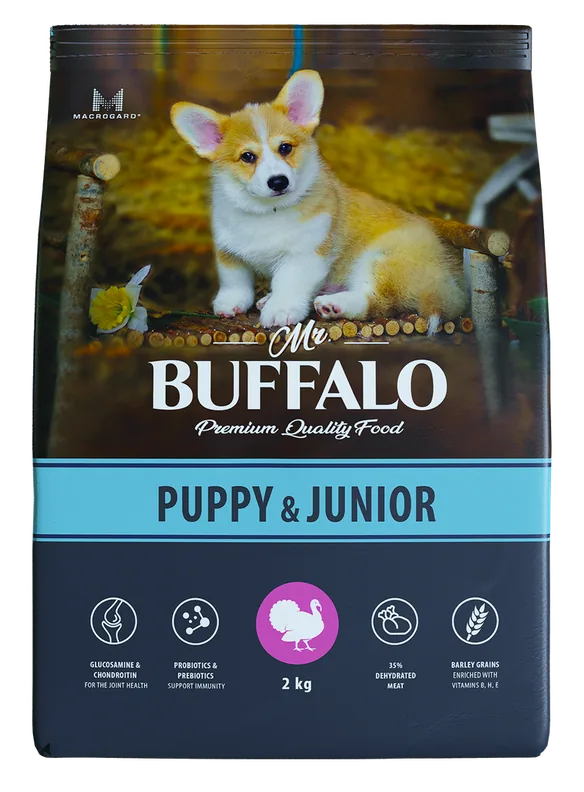 MACROGARD®
Mr.
BUFFALO
Premium Quality Food
PUPPY & JUNIOR
GLUCOSAMINE &
CHONDROITIN
FOR THE JOINT HEALTH
PROBIOTICS &
PREBIOTICS
SUPPORT IMMUNITY
2 kg
35%
DEHYDRATED
MEAT
BARLEY GRAINS
ENRICHED WITH
VITAMINS B, H, E